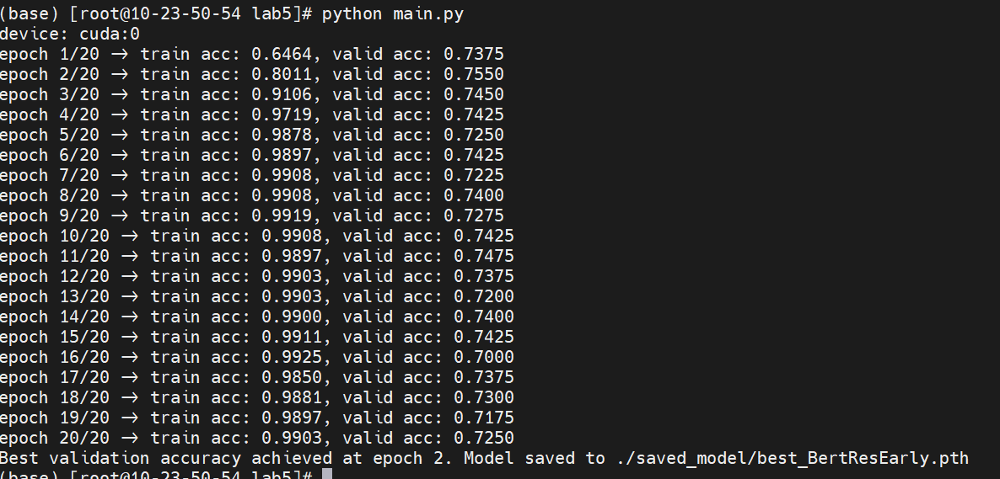 (base) [root@10-23-50-54 lab5]# python main.py
device: cuda:0
epoch 1/20 → train acc: 0.6464, valid acc: 0.7375
epoch 2/20 → train acc: 0.8011, valid acc: 0.7550
epoch 3/20 → train acc: 0.9106, valid acc: 0.7450
epoch 4/20 → train acc: 0.9719, valid acc: 0.7425
epoch 5/20 → train acc: 0.9878, valid acc: 0.7250
epoch 6/20 → train acc: 0.9897, valid acc: 0.7425
epoch 7/20 → train acc: 0.9908, valid acc: 0.7225
epoch 8/20 → train acc: 0.9908, valid acc: 0.7400
epoch 9/20 → train acc: 0.9919, valid acc: 0.7275
epoch 10/20 → train acc: 0.9908, valid acc: 0.7425
epoch 11/20 → train acc: 0.9897, valid acc: 0.7475
epoch 12/20 → train acc: 0.9903, valid acc: 0.7375
epoch 13/20 → train acc: 0.9903, valid acc: 0.7200
epoch 14/20 → train acc: 0.9900, valid acc: 0.7400
epoch 15/20 → train acc: 0.9911, valid acc: 0.7425
epoch 16/20 → train acc: 0.9925, valid acc: 0.7000
epoch 17/20 → train acc: 0.9850, valid acc: 0.7375
epoch 18/20 → train acc: 0.9881, valid acc: 0.7300
epoch 19/20 → train acc: 0.9897, valid acc: 0.7175
epoch 20/20 → train acc: 0.9903, valid acc: 0.7250
Best validation accuracy achieved at epoch 2. Model saved to ./saved_model/best_BertResEarly.pth
(base) [root@10-23-50-54 lab5]#